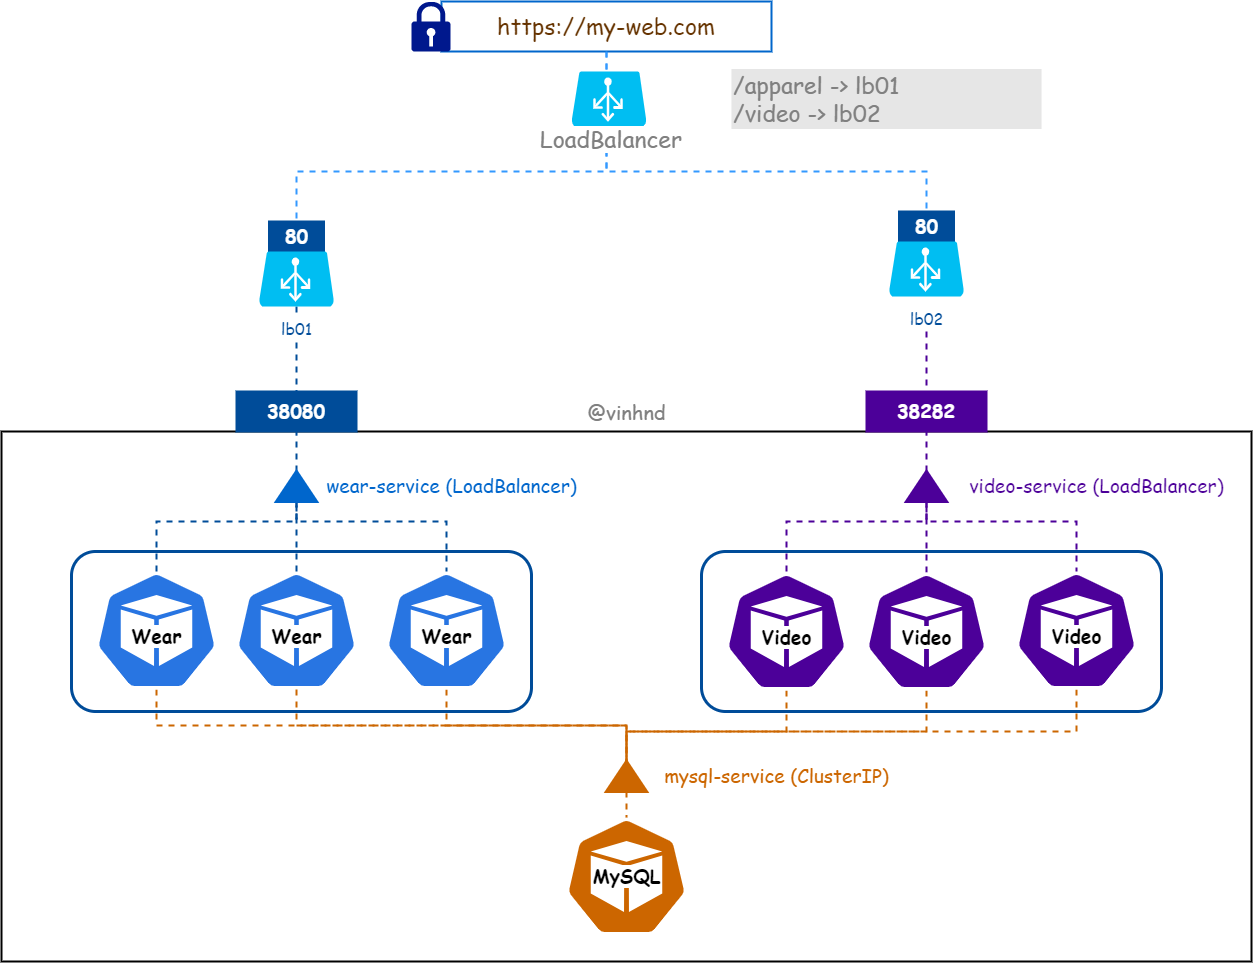 https://my-web.com
/apparel -> lb01
/video -> lb02
LoadBalancer
80
80
lb01
lb02
38080
@vinhnd
38282
wear-service (LoadBalancer)
video-service (LoadBalancer)
Wear
Wear
Wear
Video
Video
Video
mysql-service (ClusterIP)
MySQL